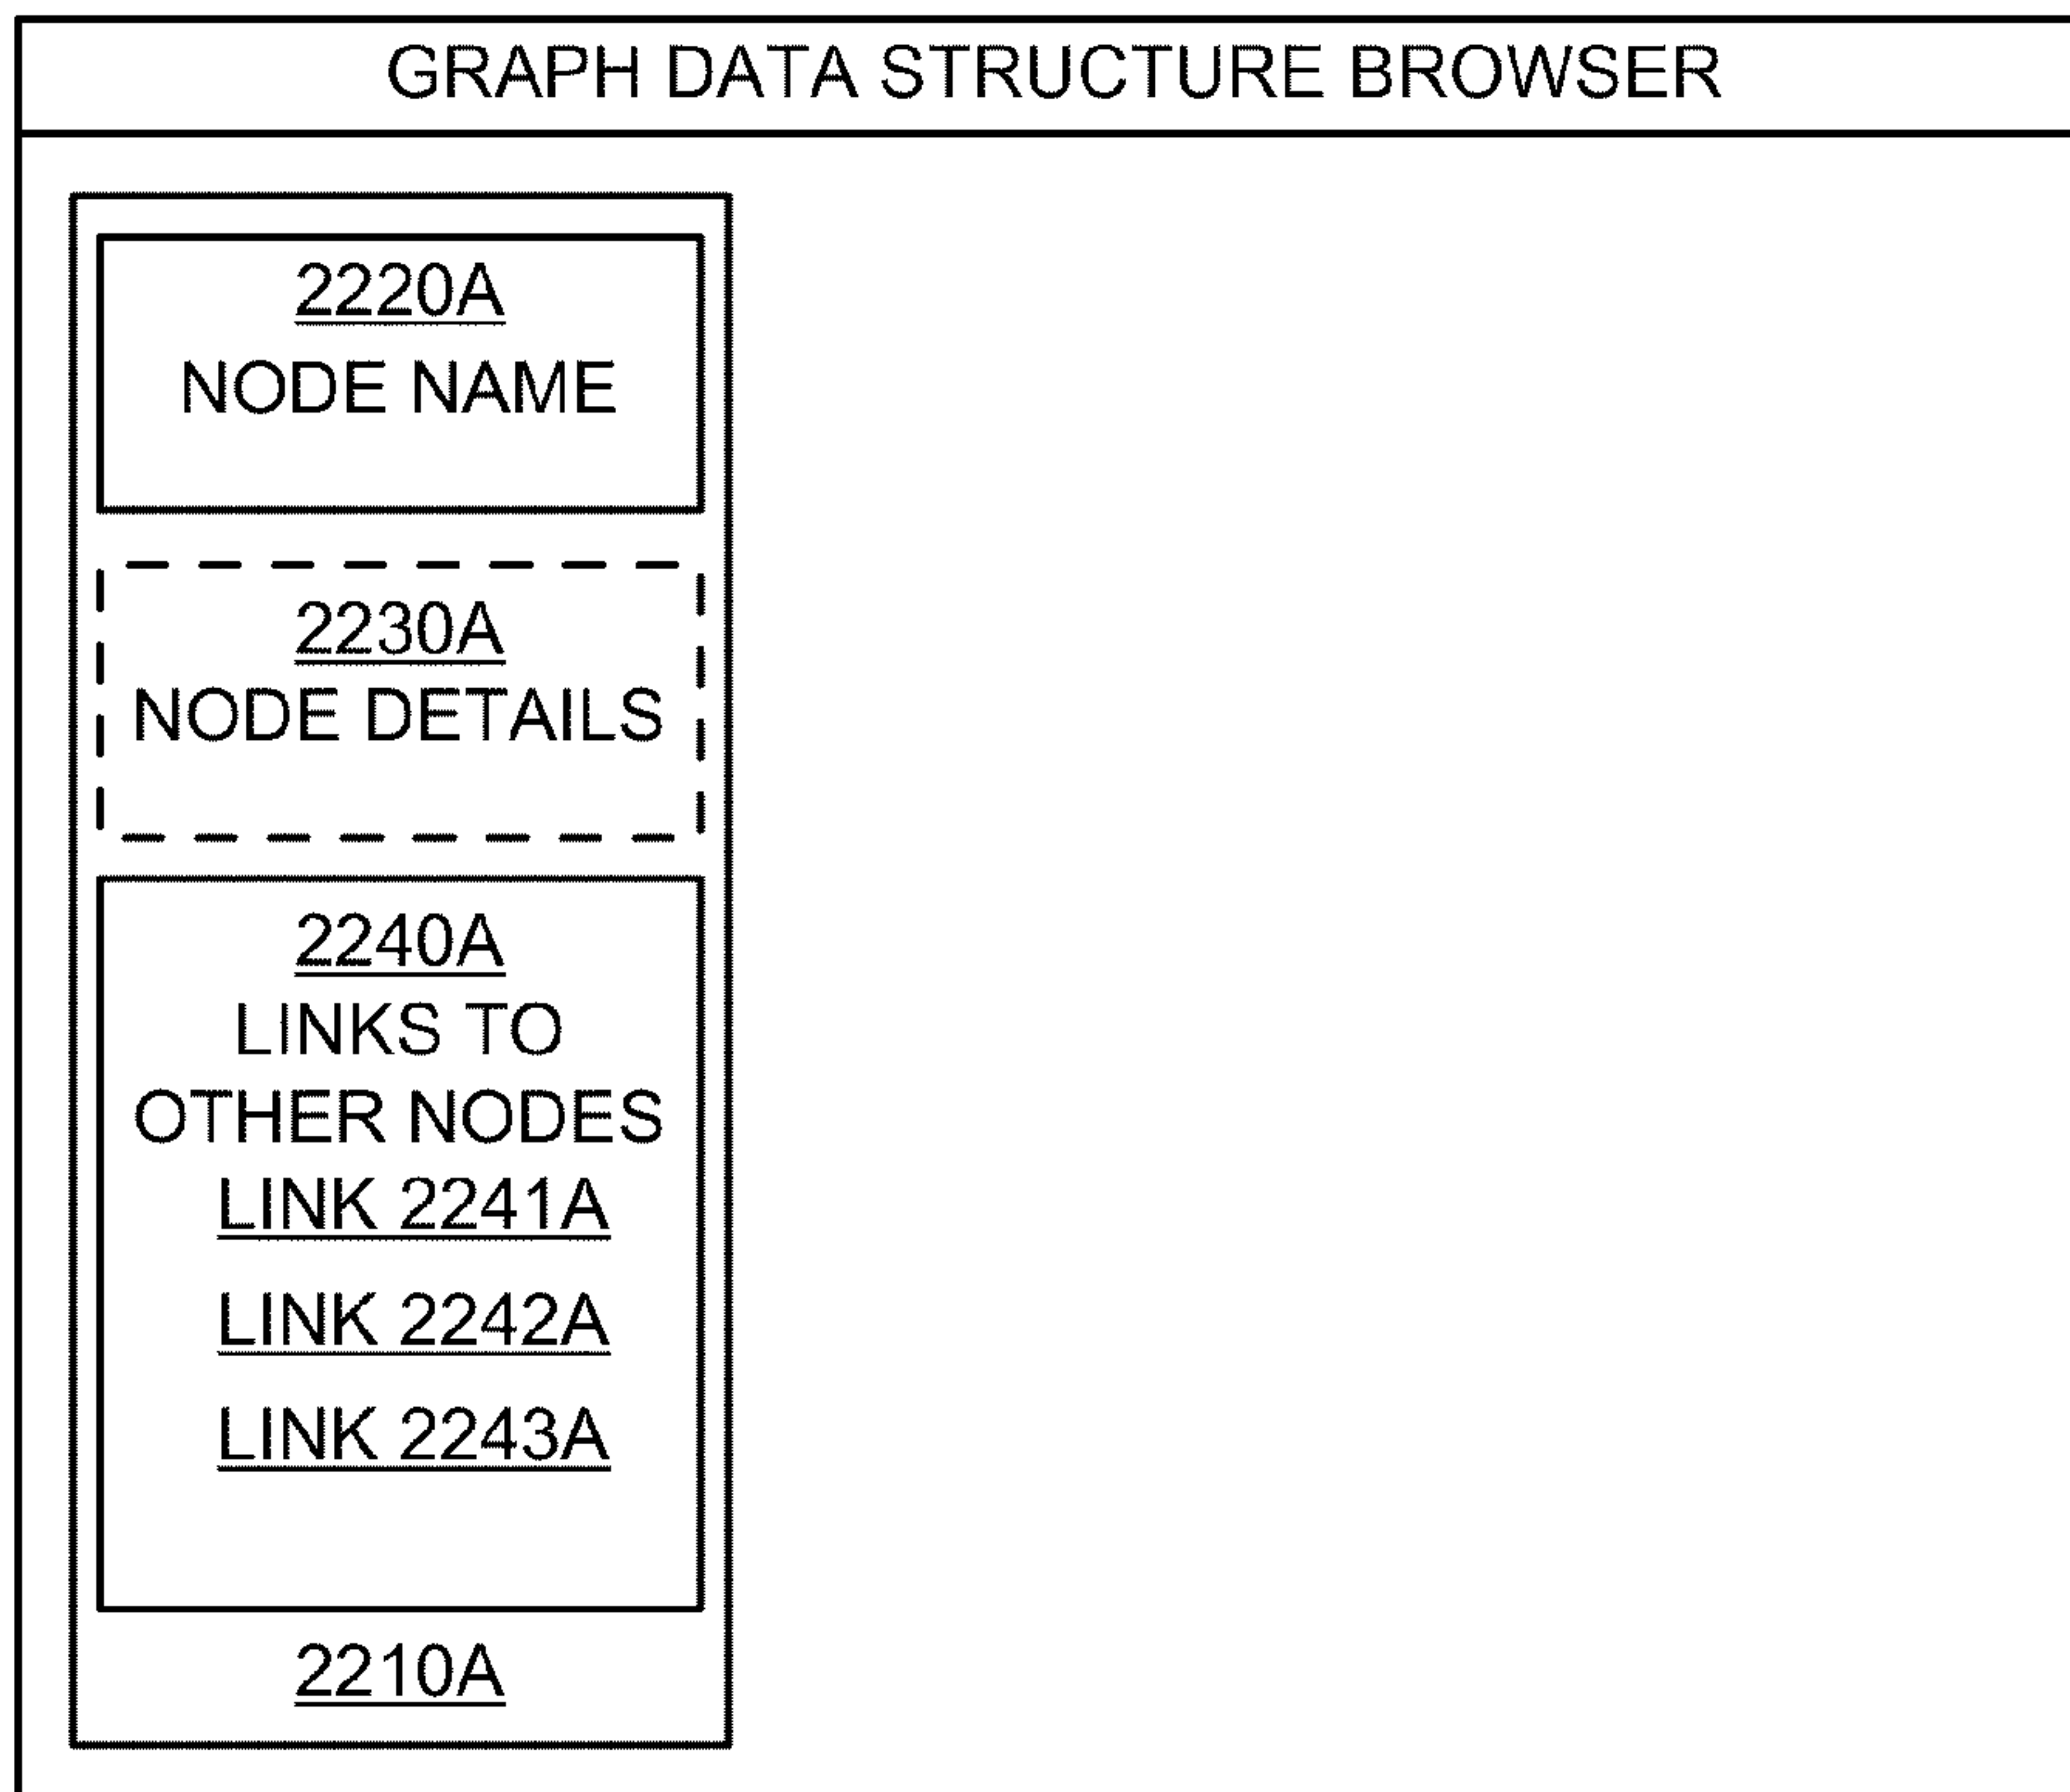 GRAPH DATA STRUCTURE BROWSER
2220A
NODE NAME
2230A
NODE DETAILS
2240A
LINKS TO
OTHER NODES
LINK 2241A
LINK 2242A
LINK 2243A
2210A